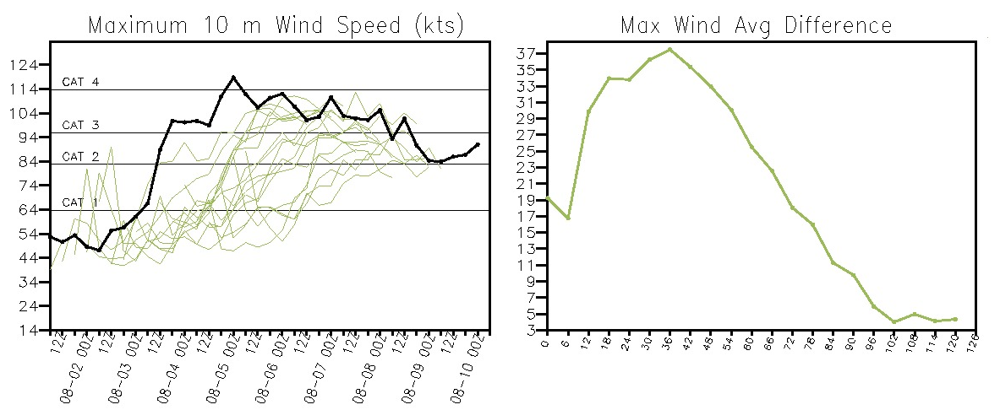 Maximum 10 m Wind Speed (kts)
124
114
104
94
84
74
64
54
44
34
24
14
CAT 4
CAT 3
CAT 2
CAT 1
12Z
08-02 00Z
12Z
08-03 00Z
12Z
08-04 00Z
12Z
08-05 00Z
12Z
08-06 00Z
12Z
08-07 00Z
12Z
08-08 00Z
12Z
08-09 00Z
12Z
08-10 00Z
Max Wind Avg Difference
37
35
33
31
29
27
25
23
21
19
17
15
13
11
9
7
5
3
0
6
12
18
24
30
36
42
48
54
60
66
72
78
84
90
96
102
108
114
120
126